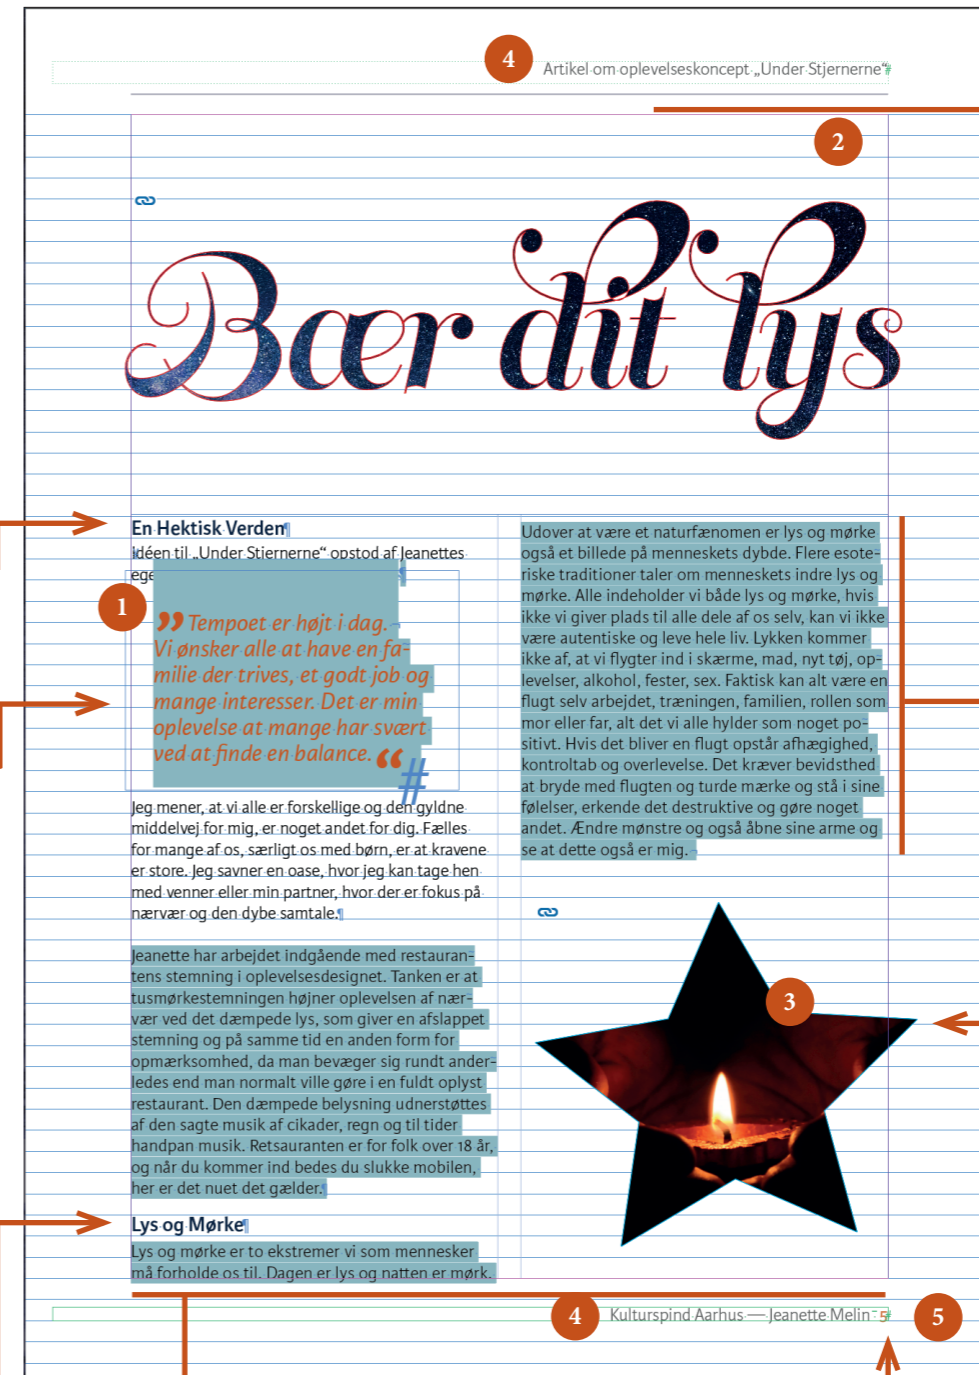 4
Artikel om oplevelseskoncept „Under Stjernerne“
2
Bær dit lys
En Hektisk Verden
Idéen til „Under Stjernerne“ opstod af Jeanettes
ege
1
” Tempoet er højt i dag.
Vi ønsker alle at have en fa-
milie der trives, et godt job og
mange interesser. Det er min
oplevelse at mange har svært
ved at finde en balance. “
Jeg mener, at vi alle er forskellige og den gyldne
middelvej for mig, er noget andet for dig. Fælles
for mange af os, særligt os med børn, er at kravene
er store. Jeg savner en oase, hvor jeg kan tage hen
med venner eller min partner, hvor der er fokus på
nærvær og den dybe samtale.
Jeanette har arbejdet indgående med restauran-
tens stemning i oplevelsesdesignet. Tanken er at
tusmørkestemningen højner oplevelsen af nær-
vær ved det dæmpede lys, som giver en afslappet
stemning og på samme tid en anden form for
opmærksomhed, da man bevæger sig rundt ander-
ledes end man normalt ville gøre i en fuldt oplyst
restaurant. Den dæmpede belysning udnerstøttes
af den sagte musik af cikader, regn og til tider
handpan musik. Retsauranten er for folk over 18 år,
og når du kommer ind bedes du slukke mobilen,
her er det nuet det gælder.
Lys og Mørke
Lys og mørke er to ekstremer vi som mennesker
må forholde os til. Dagen er lys og natten er mørk.
Udover at være et naturfænomen er lys og mørke
også et billede på menneskets dybde. Flere esote-
riske traditioner taler om menneskets indre lys og
mørke. Alle indeholder vi både lys og mørke, hvis
ikke vi giver plads til alle dele af os selv, kan vi ikke
være autentiske og leve hele liv. Lykken kommer
ikke af, at vi flygter ind i skærme, mad, nyt tøj, op-
levelser, alkohol, fester, sex. Faktisk kan alt være en
flugt selv arbejdet, træningen, familien, rollen som
mor eller far, alt det vi alle hylder som noget po-
sitivt. Hvis det bliver en flugt opstår afhægighed,
kontroltab og overlevelse. Det kræver bevidsthed
at bryde med flugten og turde mærke og stå i sine
følelser, erkende det destruktive og gøre noget
andet. Ændre mønstre og også åbne sine arme og
se at dette også er mig.
3
4
Kulturspind Aarhus — Jeanette Melin - 5
5